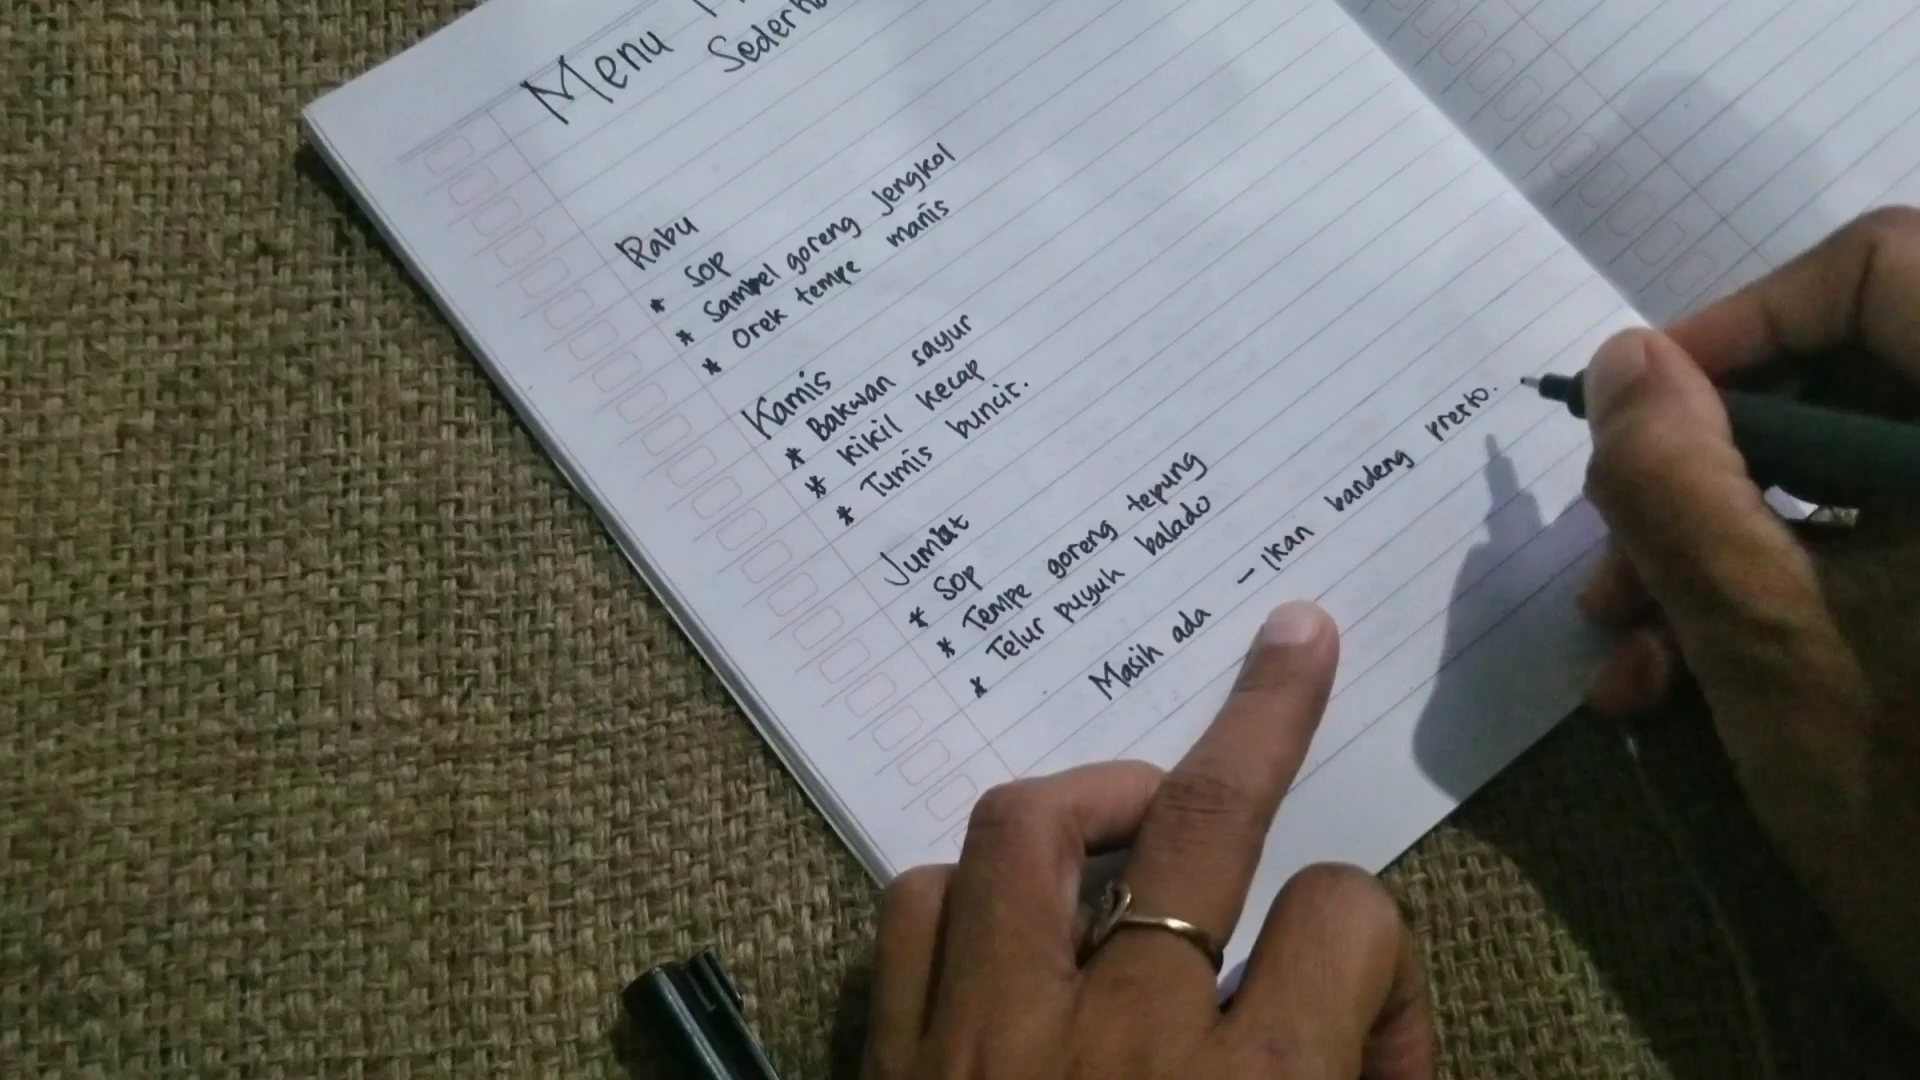 Menu
Rabu
* Sop
* Sambel goreng Jengkol
* Orek tempe manis
Kamis
* Bakwan sayur
* Kikil kecap
* Tumis buncis.
Jumat
* Sop
* Tempe goreng tepung
* Telur puyuh balado
Masih ada - Ikan bandeng presto.